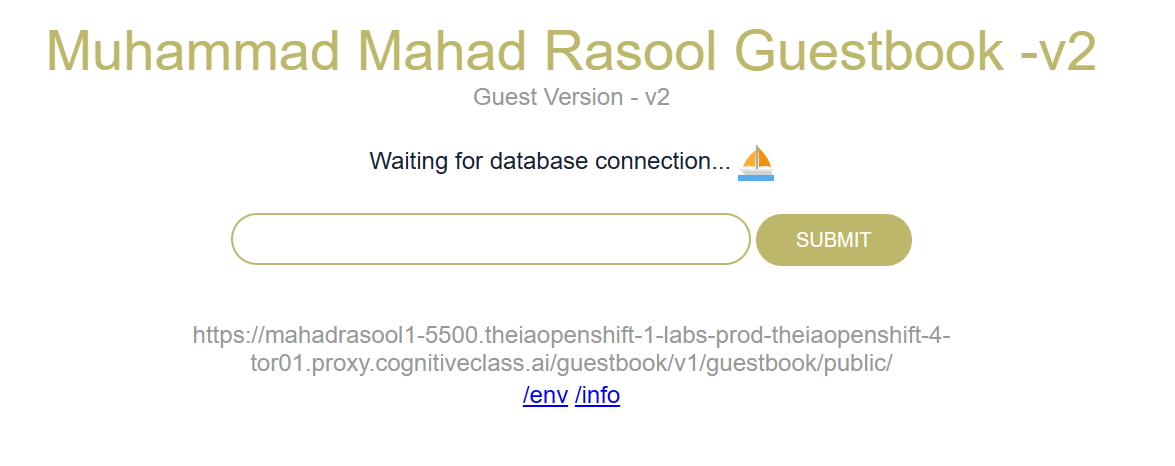 Muhammad Mahad Rasool Guestbook -v2
Guest Version - v2
Waiting for database connection...
SUBMIT
https://mahadrasool1-5500.theiaopenshift-1-labs-prod-theiaopenshift-4-
tor01.proxy.cognitiveclass.ai/guestbook/v1/guestbook/public/
/env /info